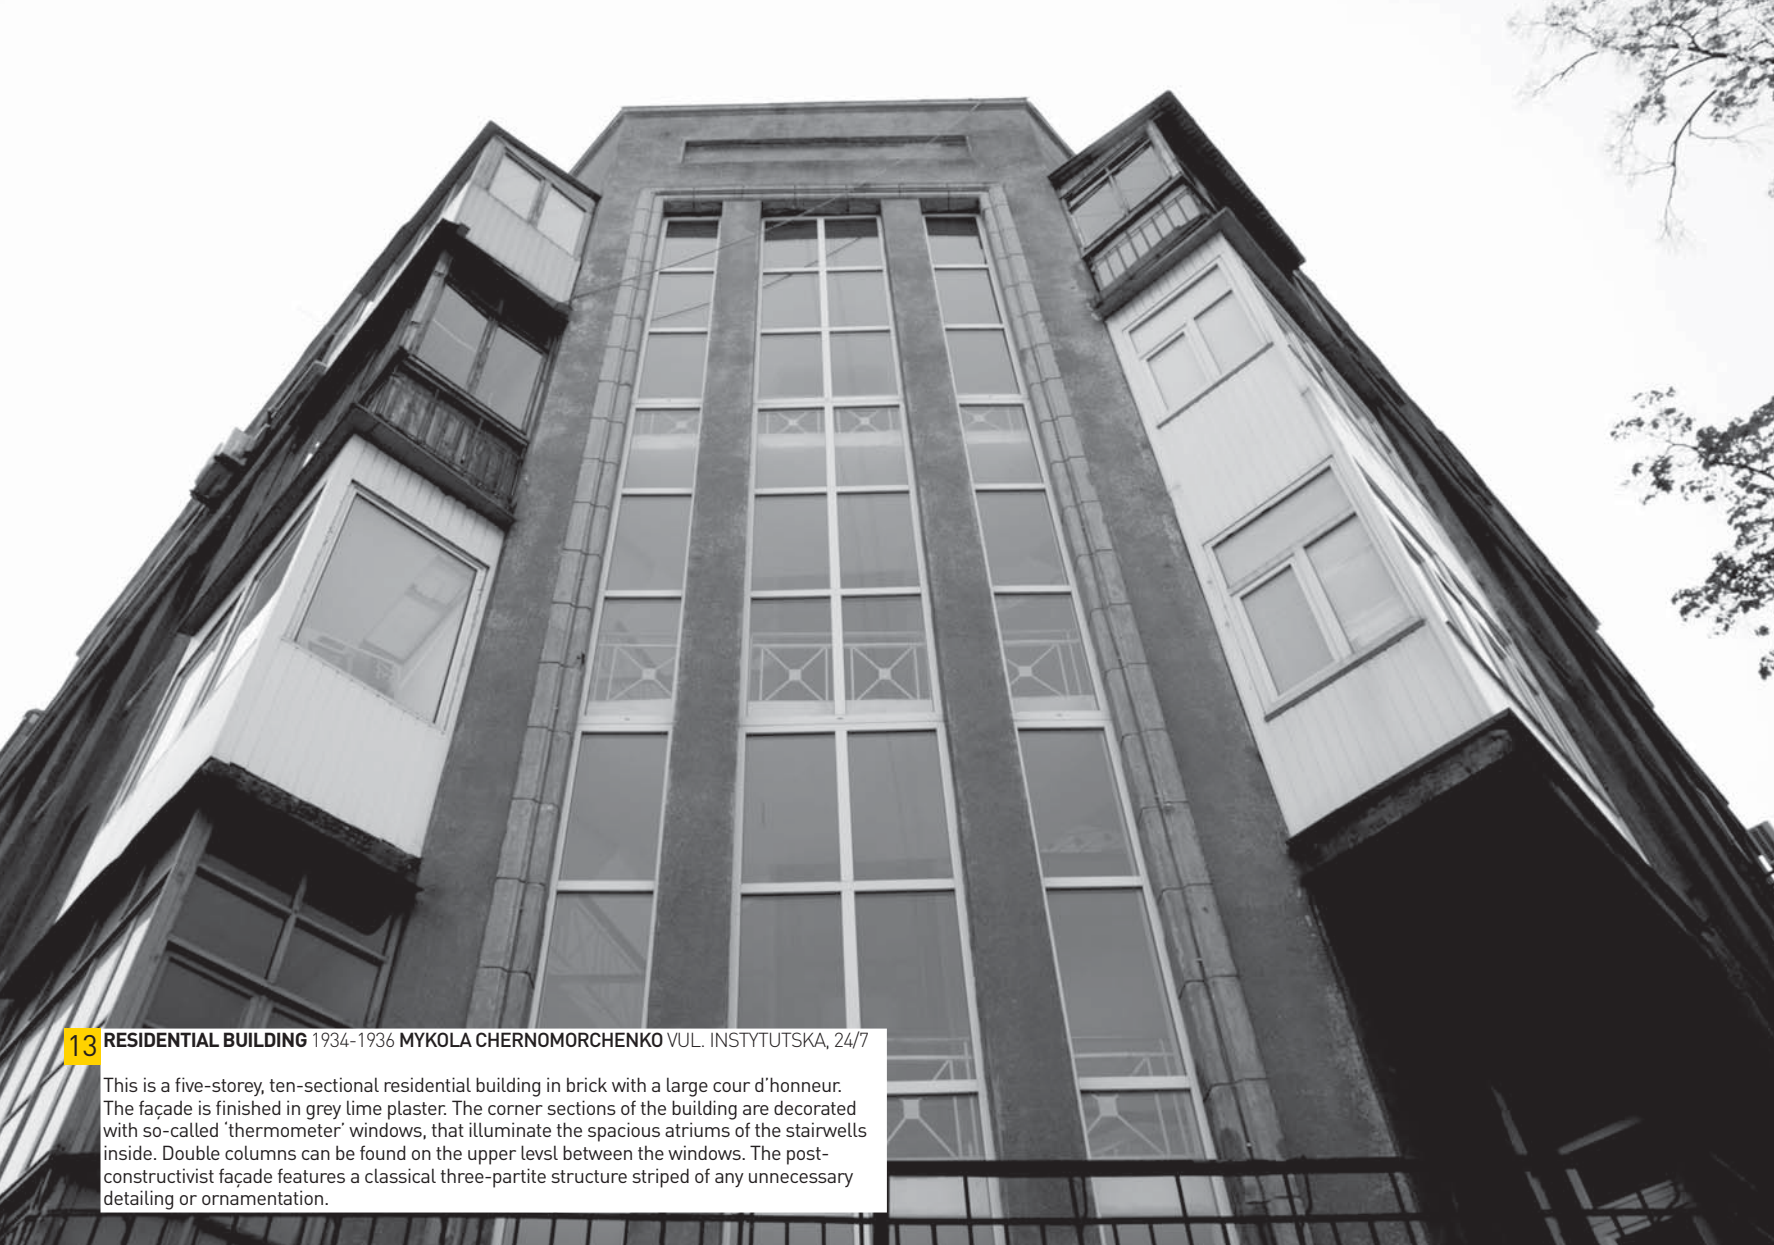 13 RESIDENTIAL BUILDING 1934-1936 MYKOLA CHERNOMORCHENKO VUL. INSTYTUTSKA, 24/7
This is a five-storey, ten-sectional residential building in brick with a large cour d’honneur.
The façade is finished in grey lime plaster. The corner sections of the building are decorated
with so-called ‘thermometer’ windows, that illuminate the spacious atriums of the stairwells
inside. Double columns can be found on the upper levsl between the windows. The post-
constructivist façade features a classical three-partite structure striped of any unnecessary
detailing or ornamentation.